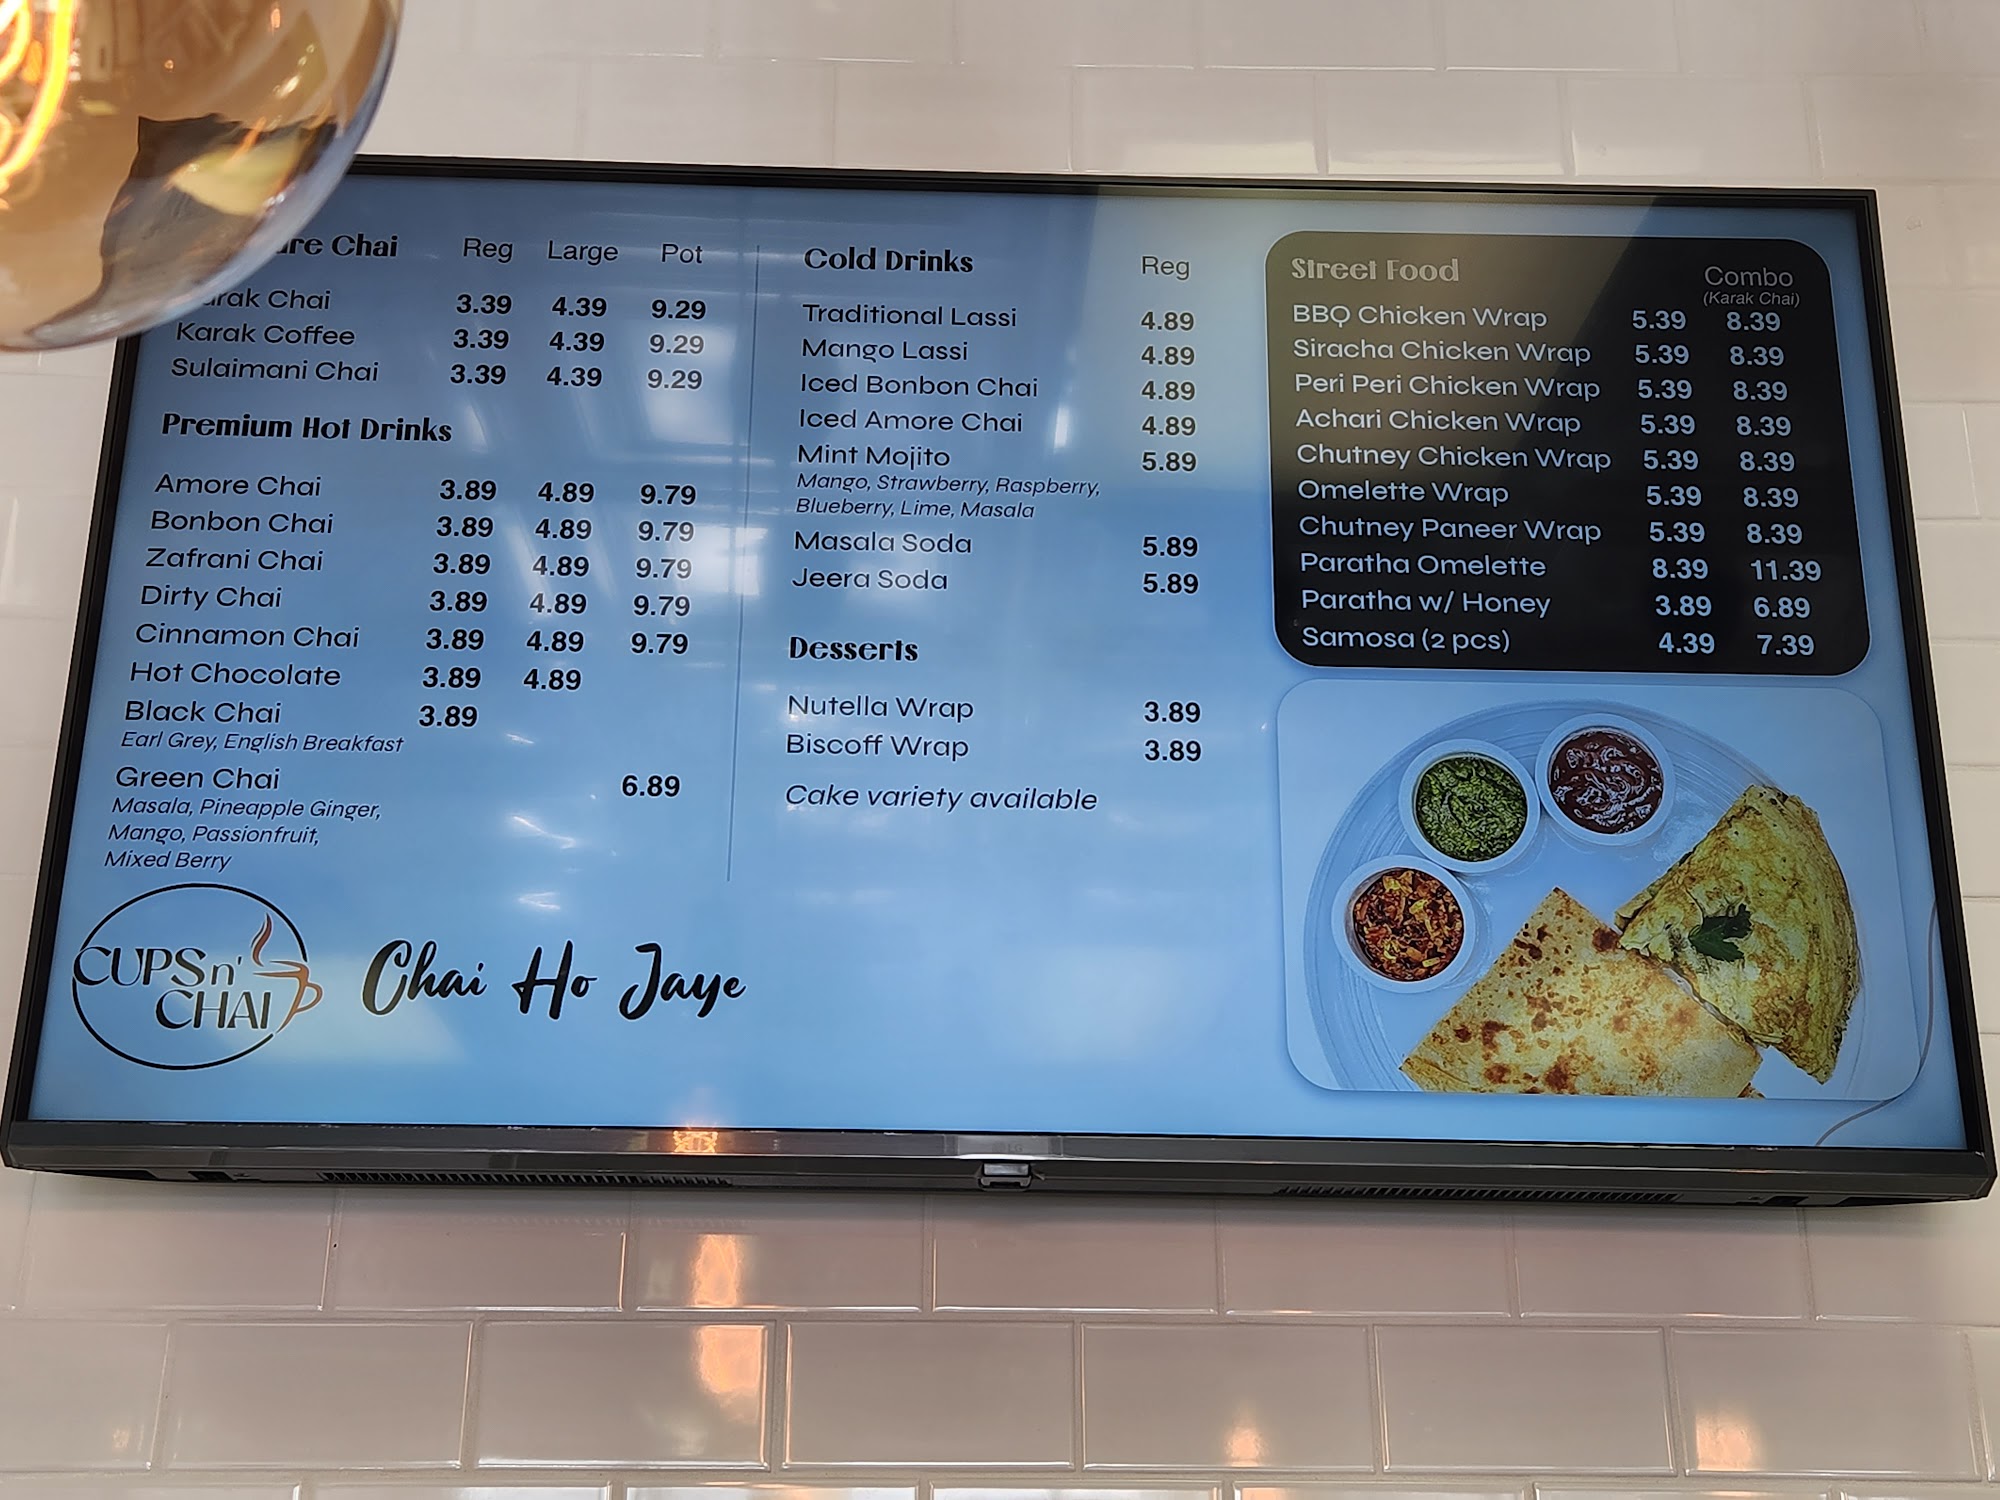 Chai Reg Large Pot
Chai 3.39 4.39 9.29
Karak Coffee 3.39 4.39 9.29
Sulaimani Chai 3.39 4.39 9.29
Premium Hot Drinks
Amore Chai 3.89 4.89 9.79
Bonbon Chai 3.89 4.89 9.79
Zafrani Chai 3.89 4.89 9.79
Dirty Chai 3.89 4.89 9.79
Cinnamon Chai 3.89 4.89 9.79
Hot Chocolate 3.89 4.89
Black Chai 3.89
Earl Grey, English Breakfast
Green Chai 6.89
Masala, Pineapple Ginger,
Mango, Passionfruit,
Mixed Berry
CUPS n'
CHAI
Chai Ho Jaye
Cold Drinks Reg
Traditional Lassi 4.89
Mango Lassi 4.89
Iced Bonbon Chai 4.89
Iced Amore Chai 4.89
Mint Mojito 5.89
Mango, Strawberry, Raspberry,
Blueberry, Lime, Masala
Masala Soda 5.89
Jeera Soda 5.89
Desserts
Nutella Wrap 3.89
Biscoff Wrap 3.89
Cake variety available
Street Food Combo
(Karak Chai)
BBQ Chicken Wrap 5.39 8.39
Siracha Chicken Wrap 5.39 8.39
Peri Peri Chicken Wrap 5.39 8.39
Achari Chicken Wrap 5.39 8.39
Chutney Chicken Wrap 5.39 8.39
Omelette Wrap 5.39 8.39
Chutney Paneer Wrap 5.39 8.39
Paratha Omelette 8.39 11.39
Paratha w/ Honey 3.89 6.89
Samosa (2 pcs) 4.39 7.39